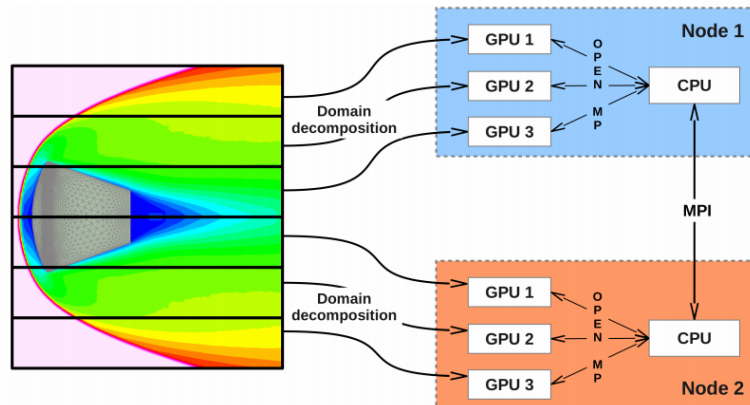 Node 1
GPU 1
GPU 2
GPU 3
OPEN MP
CPU
Domain
decomposition
MPI
Domain
decomposition
GPU 1
GPU 2
GPU 3
OPEN MP
CPU
Node 2